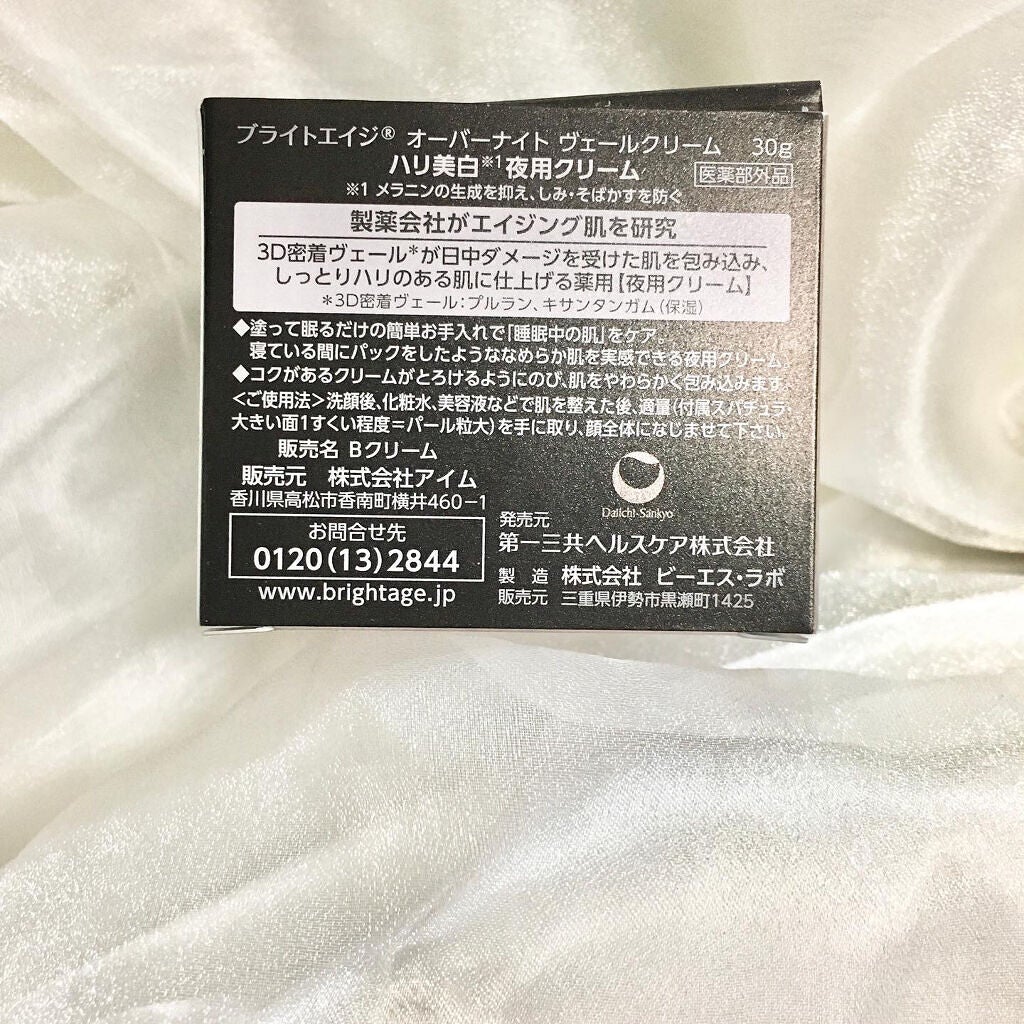 ブライトエイジ® オーバーナイト ヴェールクリーム 30g
ハリ美白※1夜用クリーム 医薬部外品
※1 メラニンの生成を抑え、しみ・そばかすを防ぐ
製薬会社がエイジング肌を研究
3D密着ヴェール*が日中ダメージを受けた肌を包み込み、
しっとりハリのある肌に仕上げる薬用【夜用クリーム】
*3D密着ヴェール:プルラン、キサンタンガム(保湿)
◆塗って眠るだけの簡単お手入れで「睡眠中の肌」をケア。
寝ている間にパックをしたようななめらか肌を実感できる夜用クリーム。
◆コクがあるクリームがとろけるようにのび、肌をやわらかく包み込みます。
<ご使用法>洗顔後、化粧水、美容液などで肌を整えた後、適量(付属スパチュラ・
大きい面1すくい程度=パール粒大)を手に取り、顔全体になじませて下さい。
販売名 Bクリーム
販売元 株式会社アイム
香川県高松市香南町横井460-1
お問合せ先
0120(13)2844
www.brightage.jp
Daiichi-Sankyo
発売元
第一三共ヘルスケア株式会社
製造 株式会社 ビーエス・ラボ
販売元 三重県伊勢市黒瀬町1425